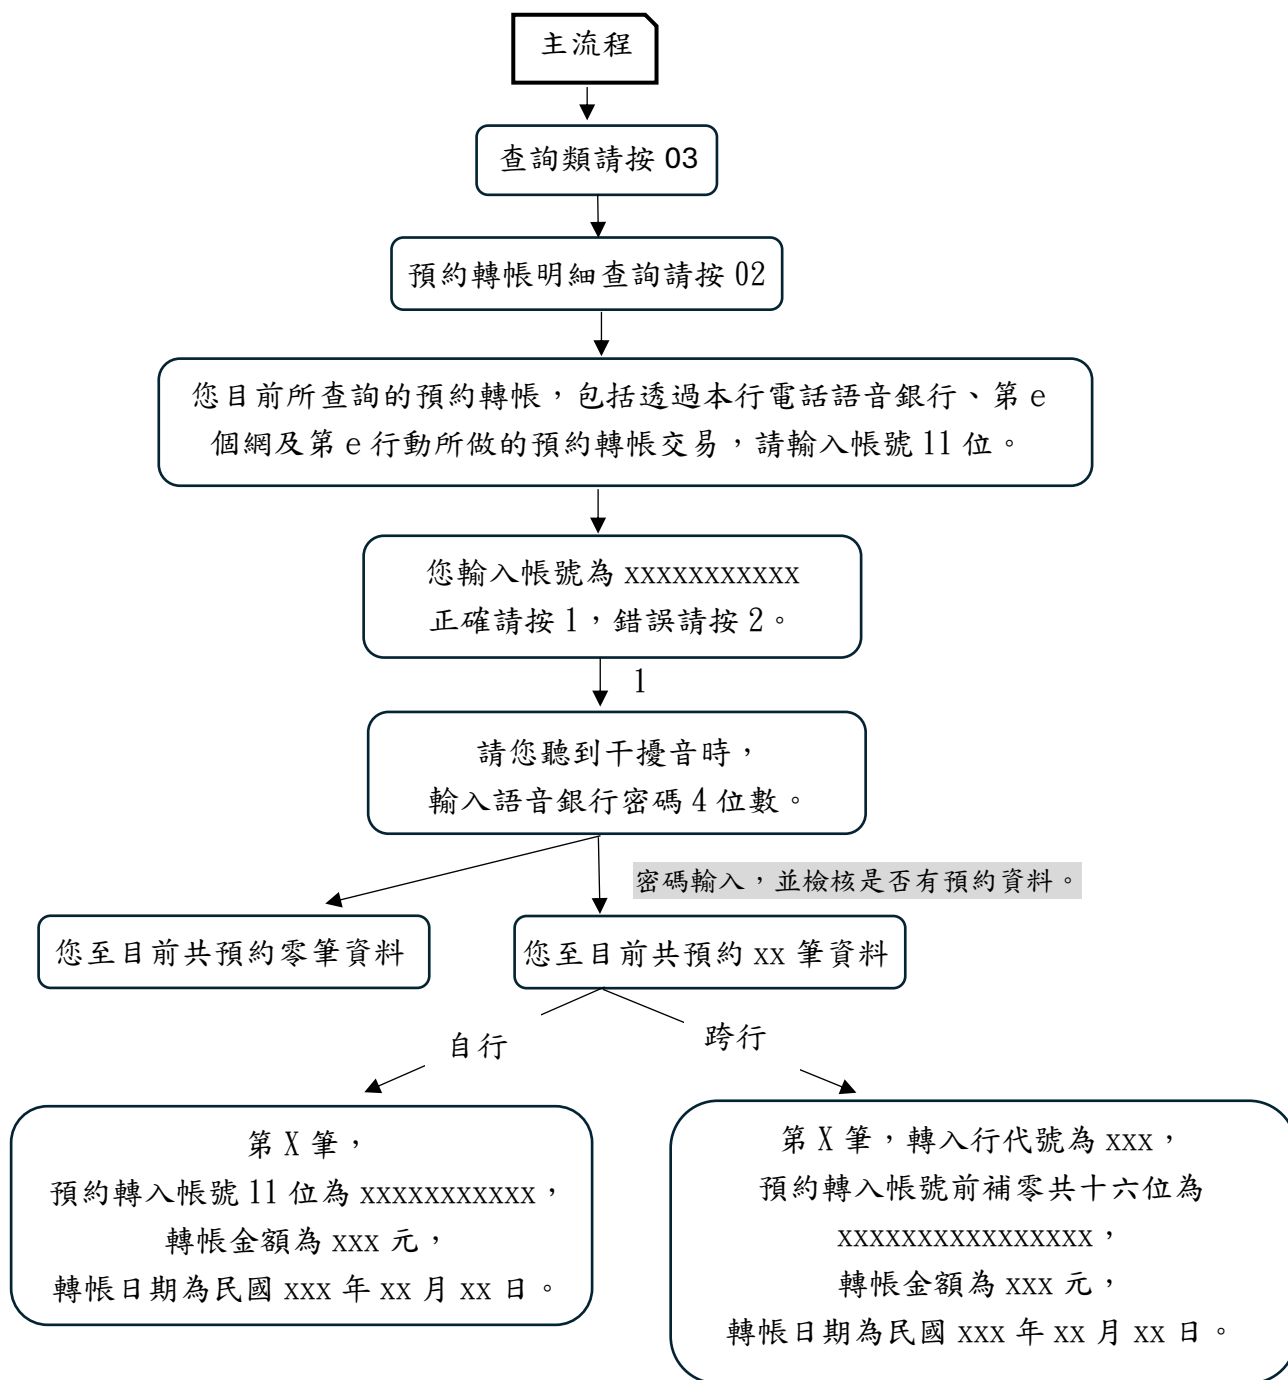 主流程
查詢類請按 03
預約轉帳明細查詢請按 02
您目前所查詢的預約轉帳，包括透過本行電話語音銀行、第 e
個網及第 e 行動所做的預約轉帳交易，請輸入帳號 11 位。
您輸入帳號為 xxxxxxxxxxx
正確請按 1，錯誤請按 2。
1
請您聽到干擾音時，
輸入語音銀行密碼 4 位數。
密碼輸入，並檢核是否有預約資料。
您至目前共預約零筆資料
您至目前共預約 xx 筆資料
自行
跨行
第 X 筆，
預約轉入帳號 11 位為 xxxxxxxxxxx，
轉帳金額為 xxx 元，
轉帳日期為民國 xxx 年 xx 月 xx 日。
第 X 筆，轉入行代號為 xxx，
預約轉入帳號前補零共十六位為
xxxxxxxxxxxxxxxx，
轉帳金額為 xxx 元，
轉帳日期為民國 xxx 年 xx 月 xx 日。